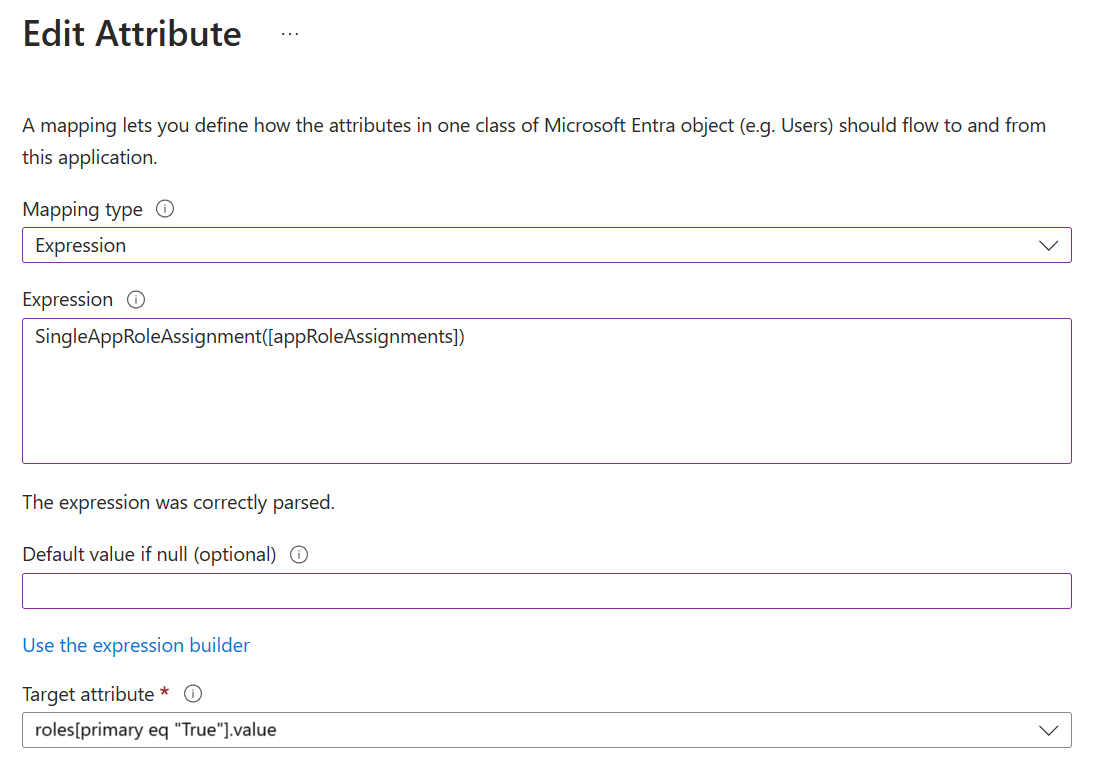 Edit Attribute ...
A mapping lets you define how the attributes in one class of Microsoft Entra object (e.g. Users) should flow to and from
this application.
Mapping type
Expression
Expression
SingleAppRoleAssignment([appRoleAssignments])
The expression was correctly parsed.
Default value if null (optional)
Use the expression builder
Target attribute *
roles[primary eq "True"].value